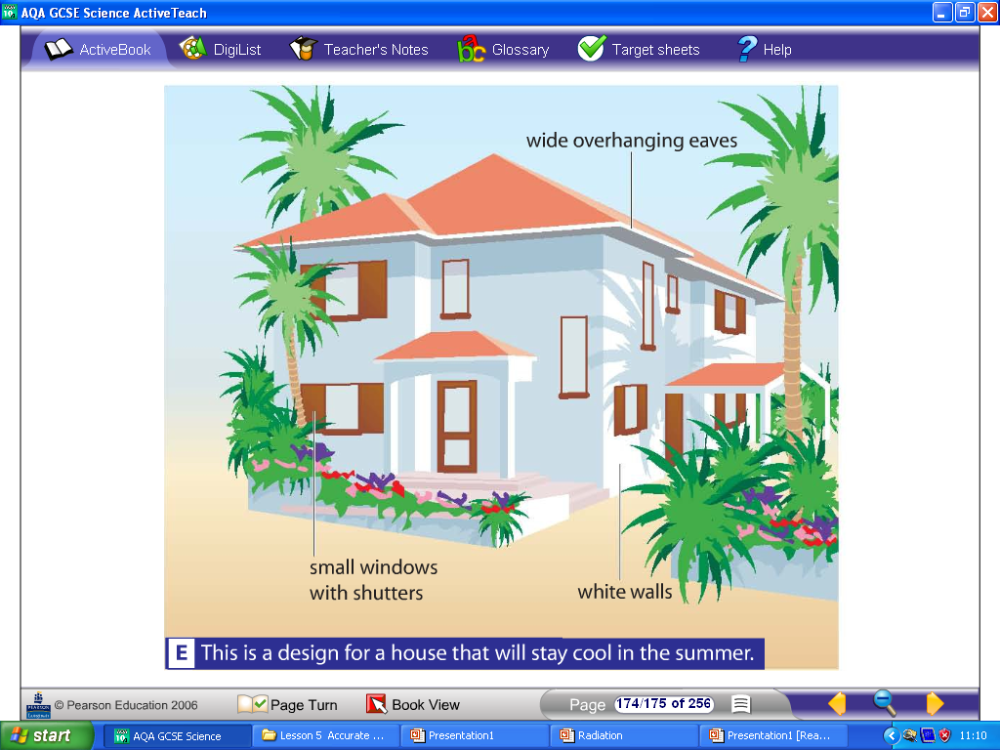 AQA GCSE Science ActiveTeach
ActiveBook
DigiList
Teacher's Notes
abc
Glossary
Target sheets
? Help
wide overhanging eaves
small windows
with shutters
white walls
E This is a design for a house that will stay cool in the summer.
© Pearson Education 2006
Page Turn
Book View
Page 174/175 of 256
start
AQA GCSE Science
Lesson 5 Accurate ...
Presentation1
Radiation
Presentation1 [Rea...
11:10